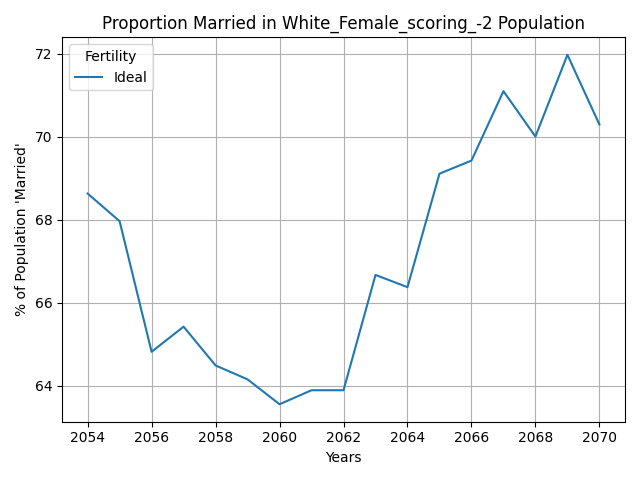 Proportion Married in White_Female_scoring_-2 Population
Fertility
Ideal
% of Population 'Married'
72
70
68
66
64
2054 2056 2058 2060 2062 2064 2066 2068 2070
Years